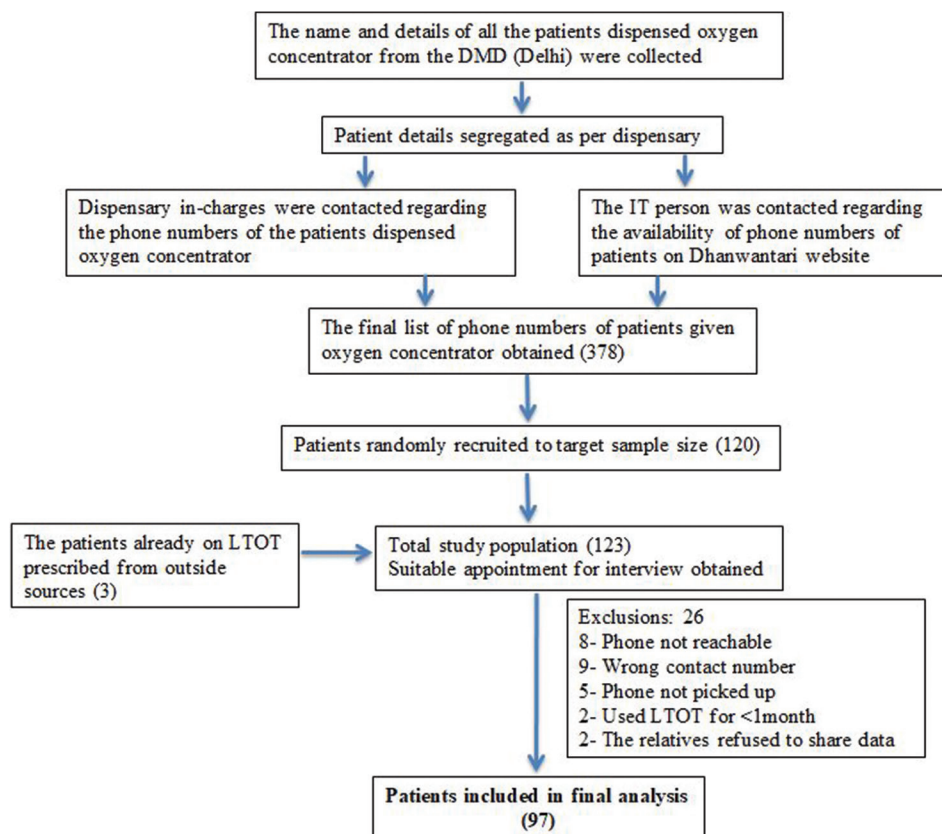 The name and details of all the patients dispensed oxygen
concentrator from the DMD (Delhi) were collected
Patient details segregated as per dispensary
Dispensary in-charges were contacted regarding
the phone numbers of the patients dispensed
oxygen concentrator
The IT person was contacted regarding
the availability of phone numbers of
patients on Dhanwantari website
The final list of phone numbers of patients given
oxygen concentrator obtained (378)
Patients randomly recruited to target sample size (120)
The patients already on LTOT
prescribed from outside
sources (3)
Total study population (123)
Suitable appointment for interview obtained
Exclusions: 26
8- Phone not reachable
9- Wrong contact number
5- Phone not picked up
2- Used LTOT for <1month
2- The relatives refused to share data
Patients included in final analysis
(97)